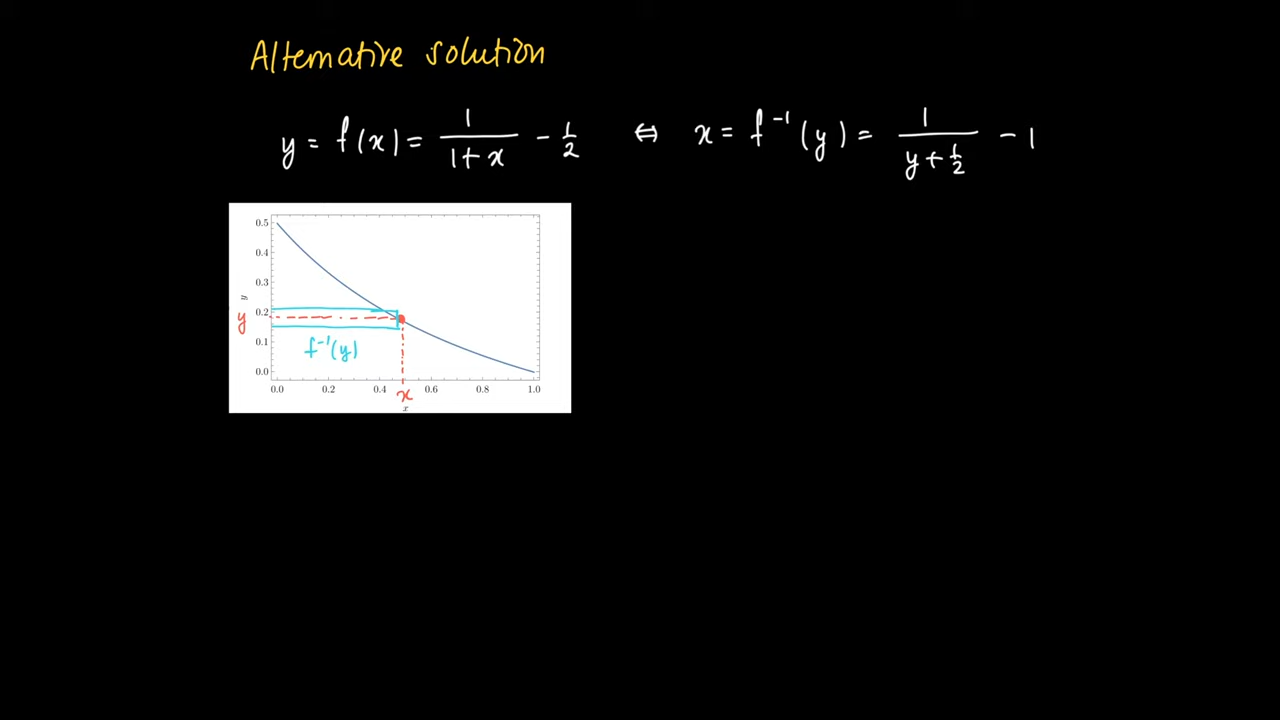 Alternative solution
y = f(x) = 1/(1+x) − 1/2 ⇔ x = f⁻¹(y) = 1/(y + 1/2) − 1
0.5
0.4
0.3
y
0.2
y
0.1
f⁻¹(y)
0.0
0.0 0.2 0.4 0.6 0.8 1.0
x
x